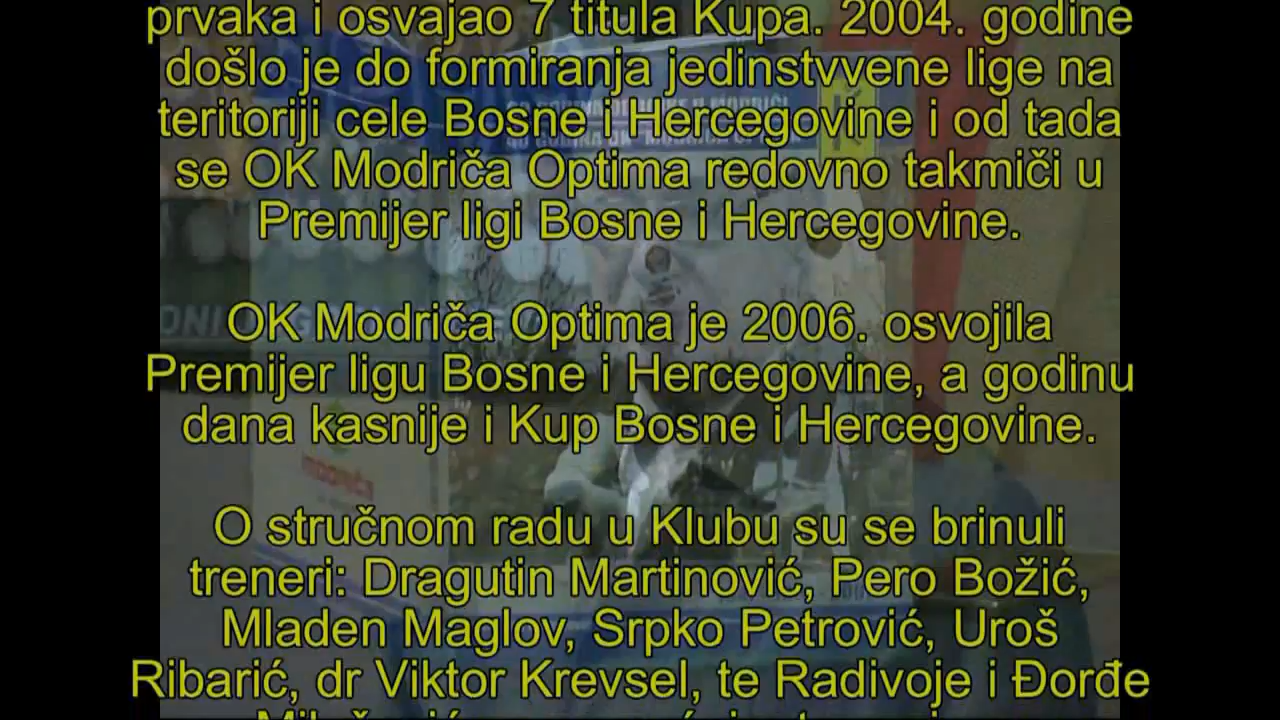 prvaka i osvajao 7 titula Kupa. 2004. godine
došlo je do formiranja jedinstvvene lige na
teritoriji cele Bosne i Hercegovine i od tada
se OK Modriča Optima redovno takmiči u
Premijer ligi Bosne i Hercegovine.
OK Modriča Optima je 2006. osvojila
Premijer ligu Bosne i Hercegovine, a godinu
dana kasnije i Kup Bosne i Hercegovine.
O stručnom radu u Klubu su se brinuli
treneri: Dragutin Martinović, Pero Božić,
Mladen Maglov, Srpko Petrović, Uroš
Ribarić, dr Viktor Krevsel, te Radivoje i Đorđe